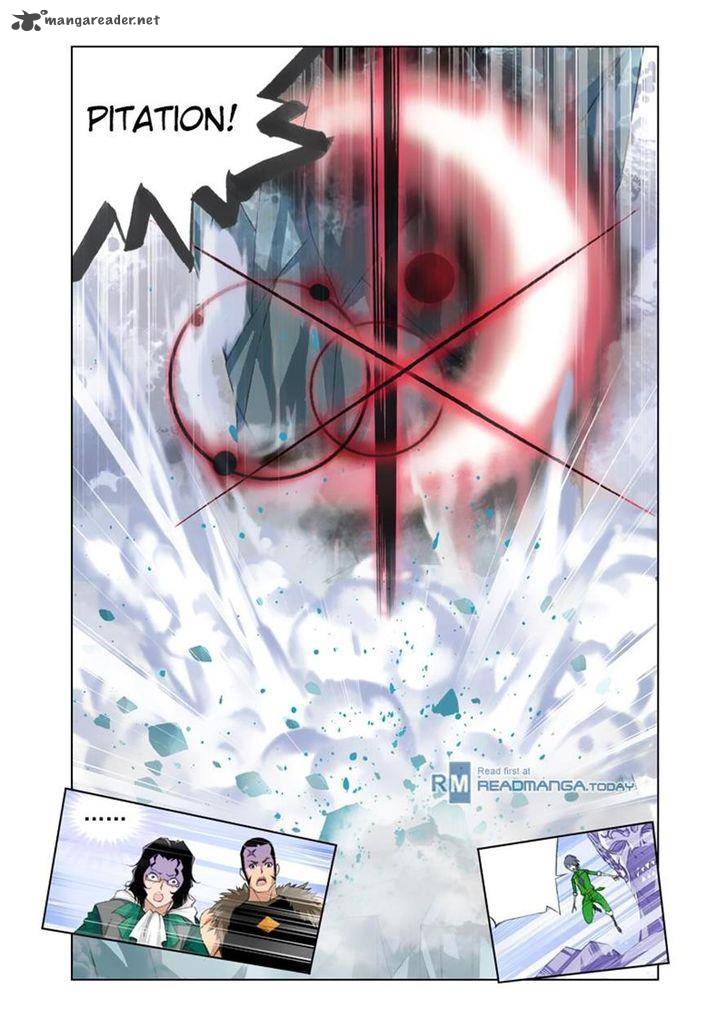 mangareader.net
PITATION!
Read first at
RM READMANGA.TODAY
......